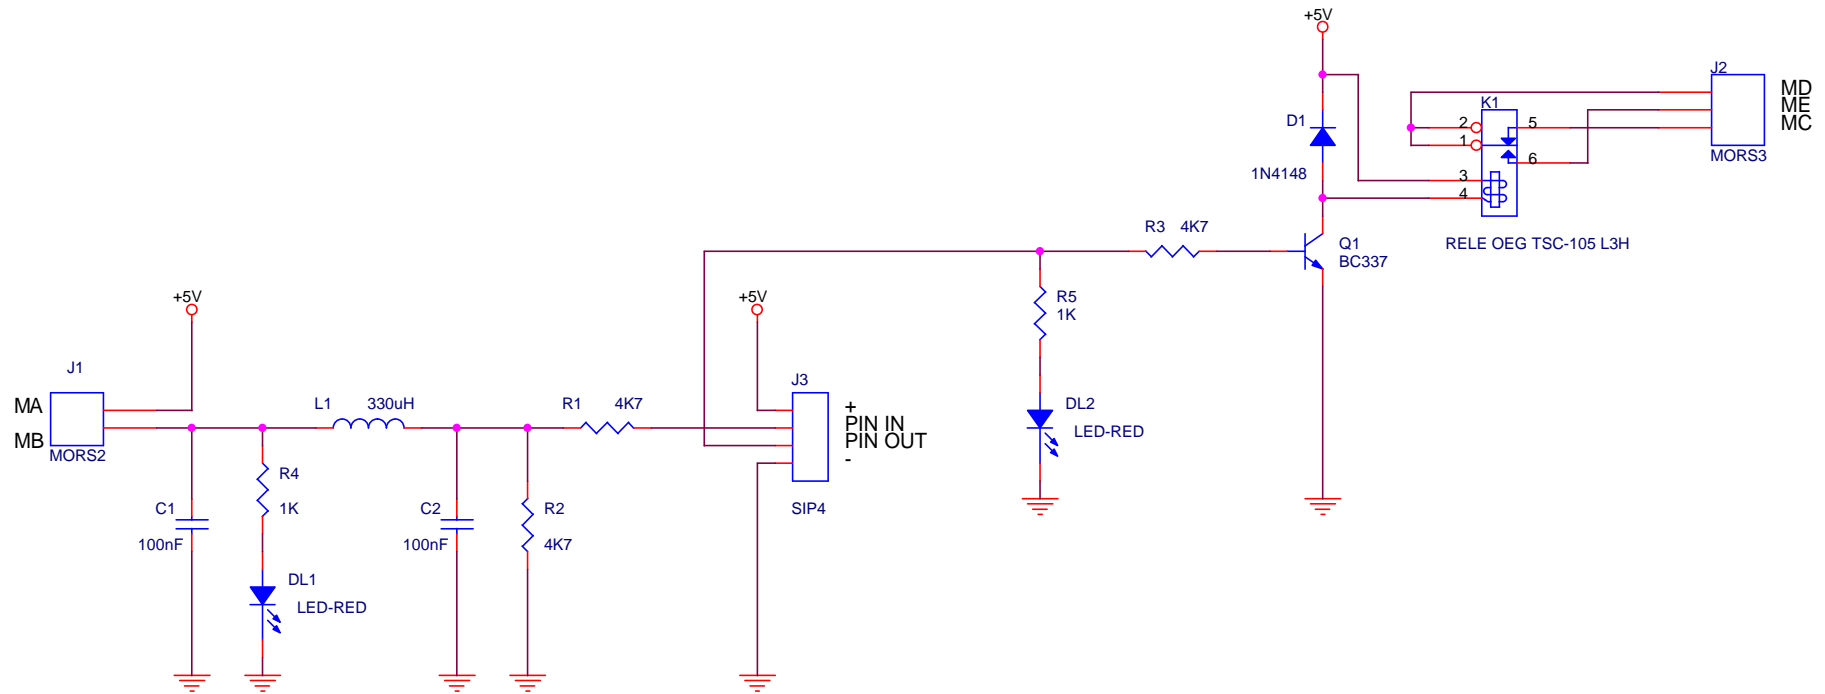 +5V
J2
MD
K1
ME
D1
2
5
MC
1
6
MORS3
1N4148
3
4
R3 4K7
Q1
RELE OEG TSC-105 L3H
BC337
+5V
+5V
R5
1K
J1
J3
MA
L1 330uH
R1 4K7
DL2
+
PIN IN
LED-RED
MB
PIN OUT
MORS2
-
R4
1K
C1
C2
R2
SIP4
100nF
100nF
4K7
DL1
LED-RED